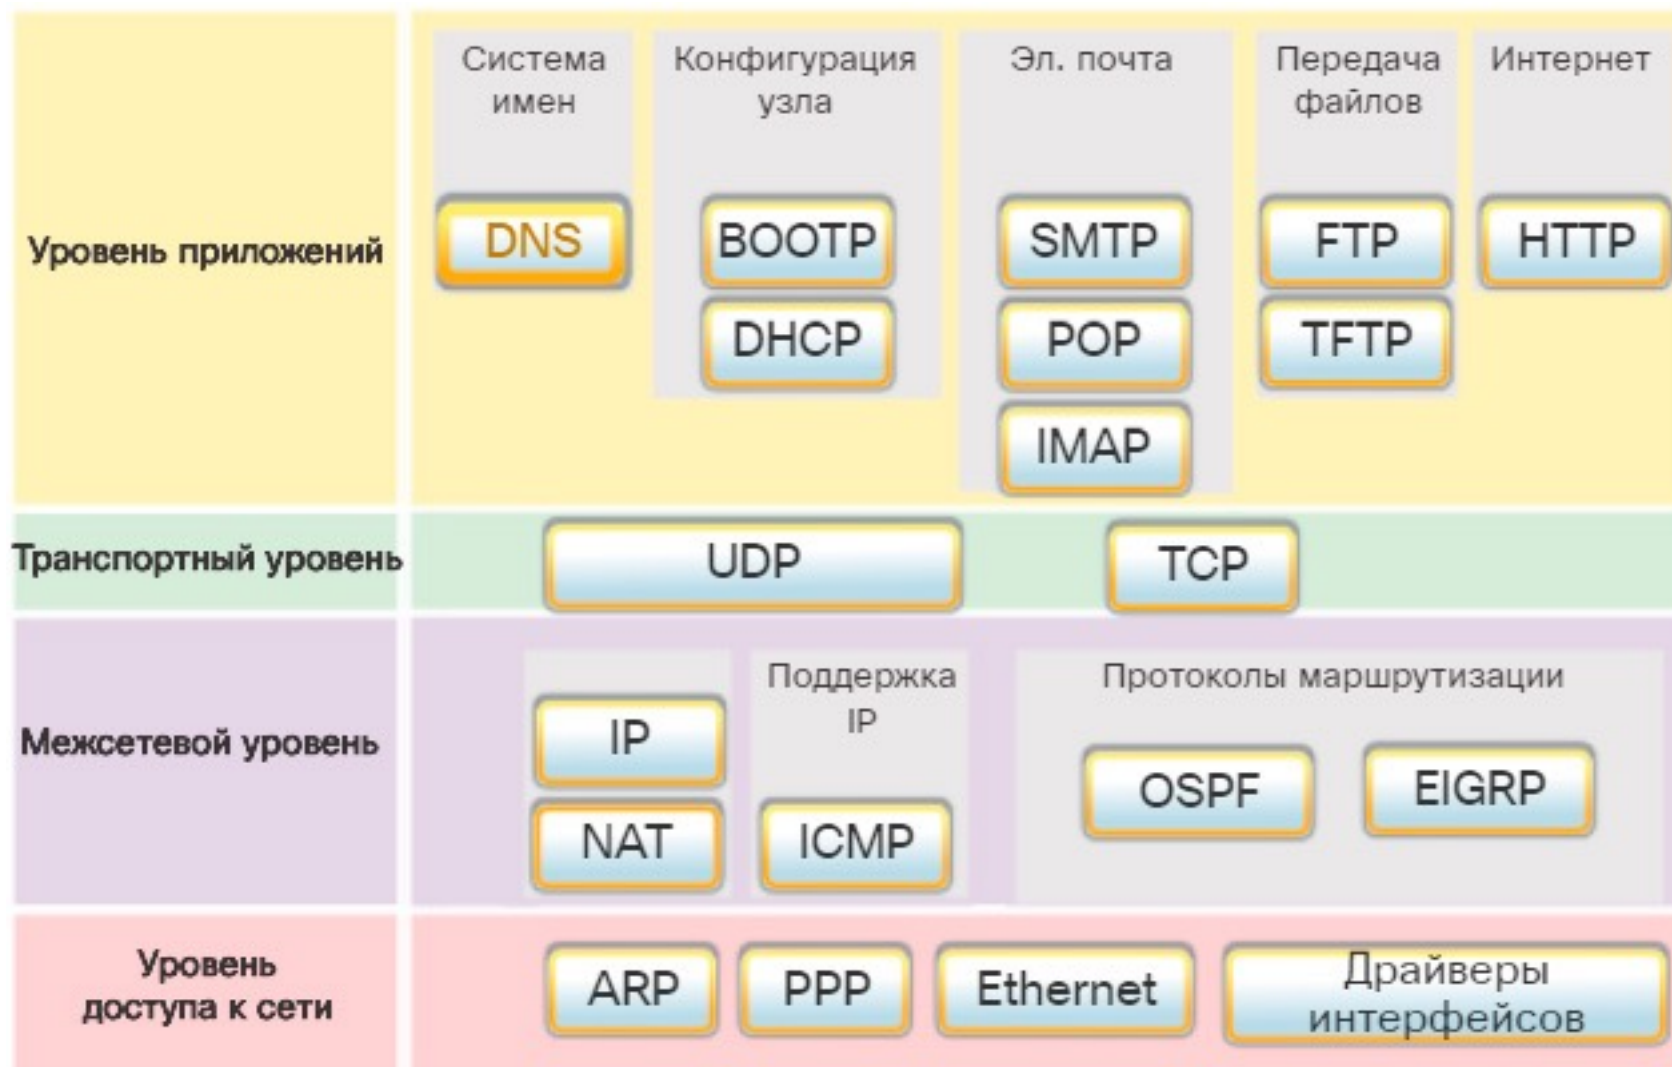 Система
имен
Конфигурация
узла
Эл. почта
Передача
файлов
Интернет
Уровень приложений
DNS
BOOTP
SMTP
FTP
HTTP
DHCP
POP
TFTP
IMAP
Транспортный уровень
UDP
TCP
Межсетевой уровень
Поддержка
IP
Протоколы маршрутизации
IP
OSPF
EIGRP
NAT
ICMP
Уровень
доступа к сети
ARP
PPP
Ethernet
Драйверы
интерфейсов